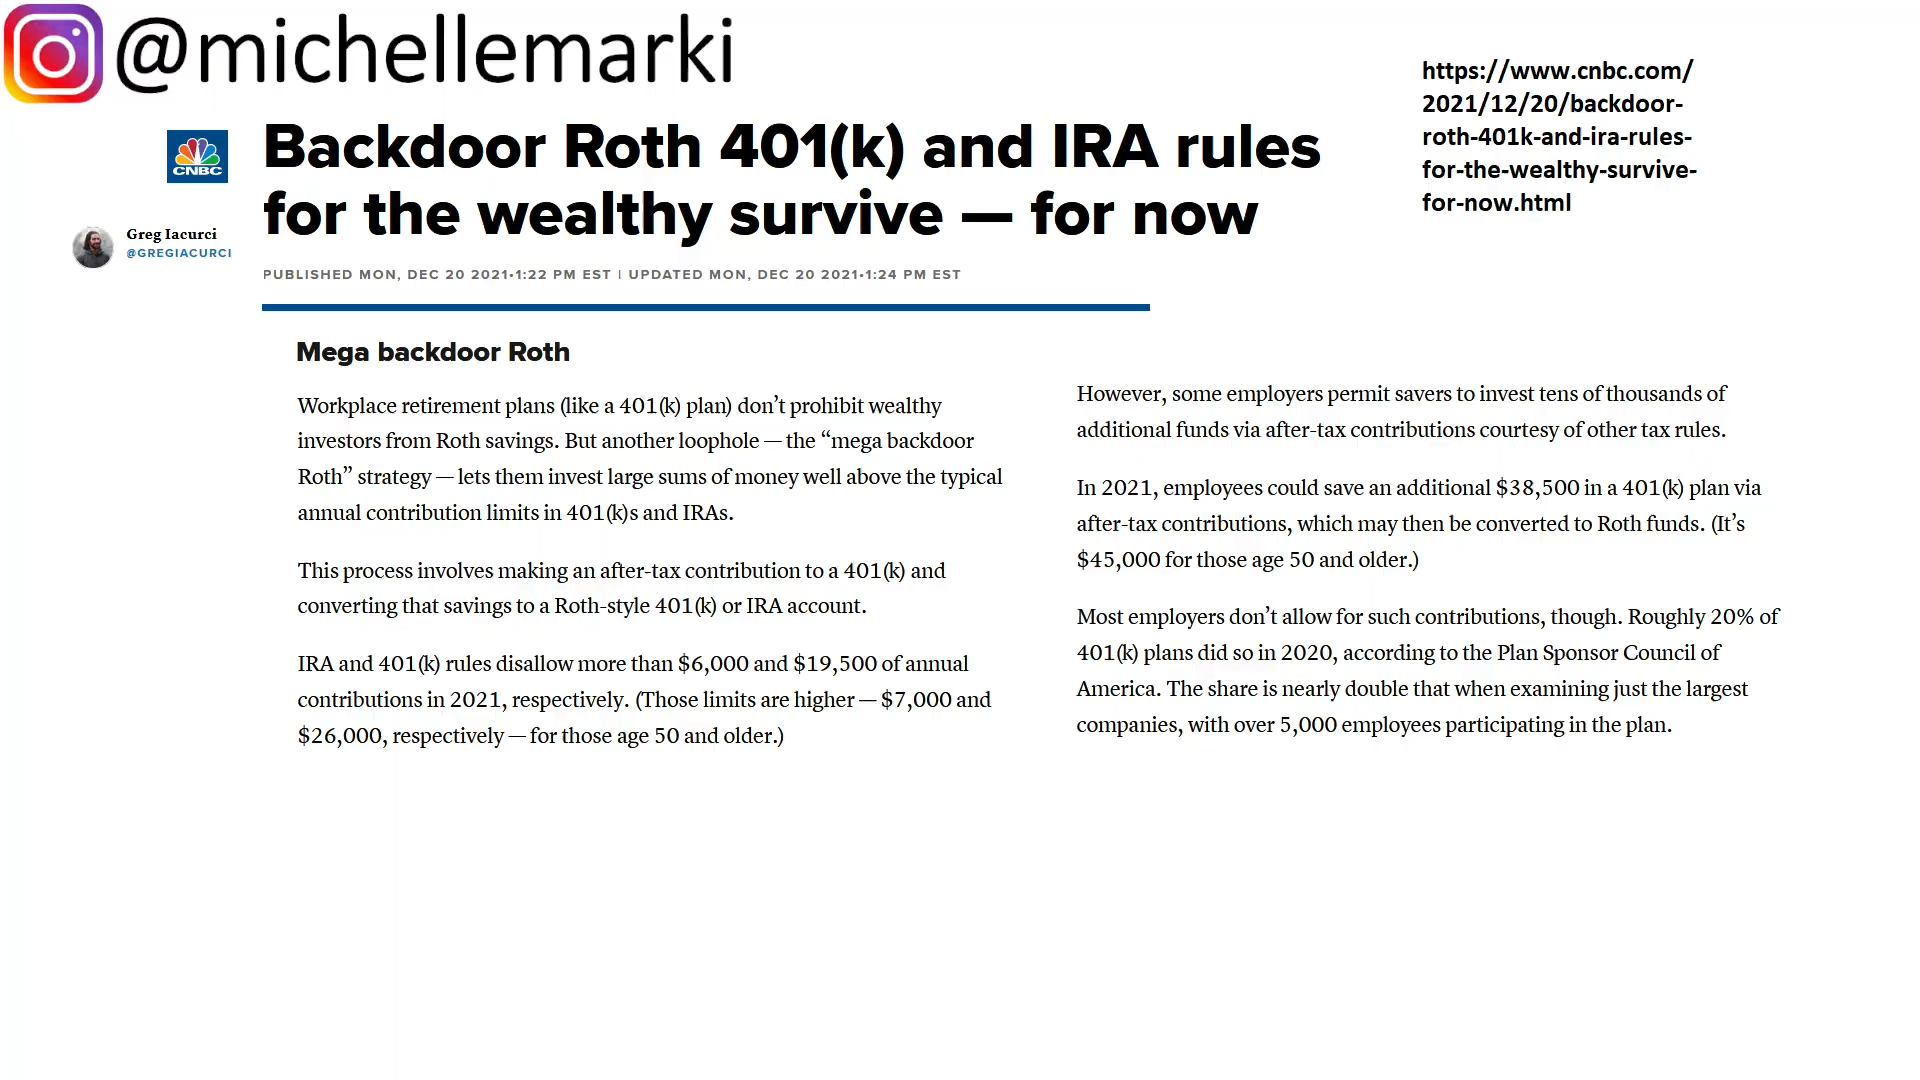 @michellemarki
https://www.cnbc.com/
2021/12/20/backdoor-
roth-401k-and-ira-rules-
for-the-wealthy-survive-
for-now.html
CNBC
Backdoor Roth 401(k) and IRA rules
for the wealthy survive — for now
Greg Iacurci
@GREGIACURCI
PUBLISHED MON, DEC 20 2021•1:22 PM EST | UPDATED MON, DEC 20 2021•1:24 PM EST
Mega backdoor Roth
Workplace retirement plans (like a 401(k) plan) don’t prohibit wealthy
investors from Roth savings. But another loophole — the “mega backdoor
Roth” strategy — lets them invest large sums of money well above the typical
annual contribution limits in 401(k)s and IRAs.
This process involves making an after-tax contribution to a 401(k) and
converting that savings to a Roth-style 401(k) or IRA account.
IRA and 401(k) rules disallow more than $6,000 and $19,500 of annual
contributions in 2021, respectively. (Those limits are higher — $7,000 and
$26,000, respectively — for those age 50 and older.)
However, some employers permit savers to invest tens of thousands of
additional funds via after-tax contributions courtesy of other tax rules.
In 2021, employees could save an additional $38,500 in a 401(k) plan via
after-tax contributions, which may then be converted to Roth funds. (It’s
$45,000 for those age 50 and older.)
Most employers don’t allow for such contributions, though. Roughly 20% of
401(k) plans did so in 2020, according to the Plan Sponsor Council of
America. The share is nearly double that when examining just the largest
companies, with over 5,000 employees participating in the plan.